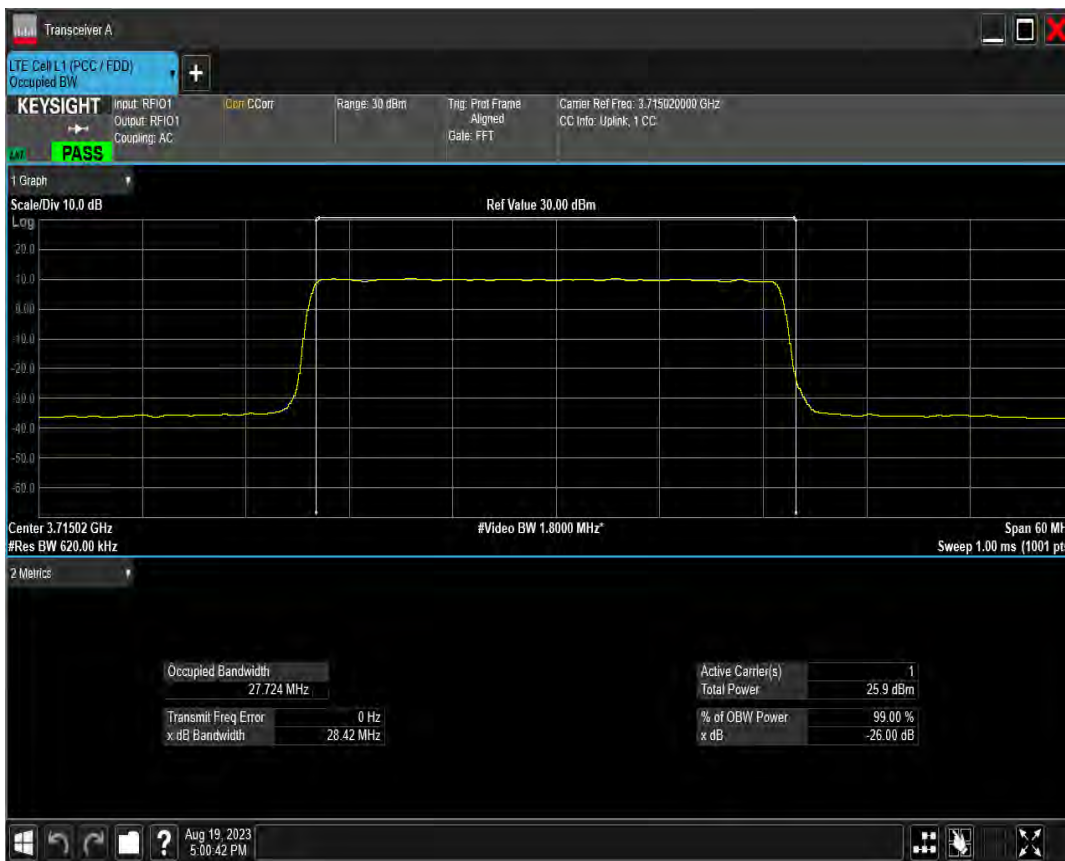 Transceiver A
LTE Cell L1 (PCC / FDD)
Occupied BW
+
KEYSIGHT
PASS
Input: RFIO1
Output: RFIO1
Coupling: AC
Corr CCorr
Range: 30 dBm
Trig: Prot Frame
Aligned
Gate: FFT
Carrier Ref Freq: 3.715020000 GHz
CC Info: Uplink, 1 CC
1 Graph
Scale/Div 10.0 dB
Ref Value 30.00 dBm
Log
20.0
10.0
0.00
-10.0
-20.0
-30.0
-40.0
-50.0
-60.0
Center 3.71502 GHz
#Video BW 1.8000 MHz*
Span 60 MH
#Res BW 620.00 kHz
Sweep 1.00 ms (1001 pts
2 Metrics
Occupied Bandwidth
27.724 MHz
Transmit Freq Error 0 Hz
x dB Bandwidth 28.42 MHz
Active Carrier(s) 1
Total Power 25.9 dBm
% of OBW Power 99.00 %
x dB -26.00 dB
?
Aug 19, 2023
5:00:42 PM